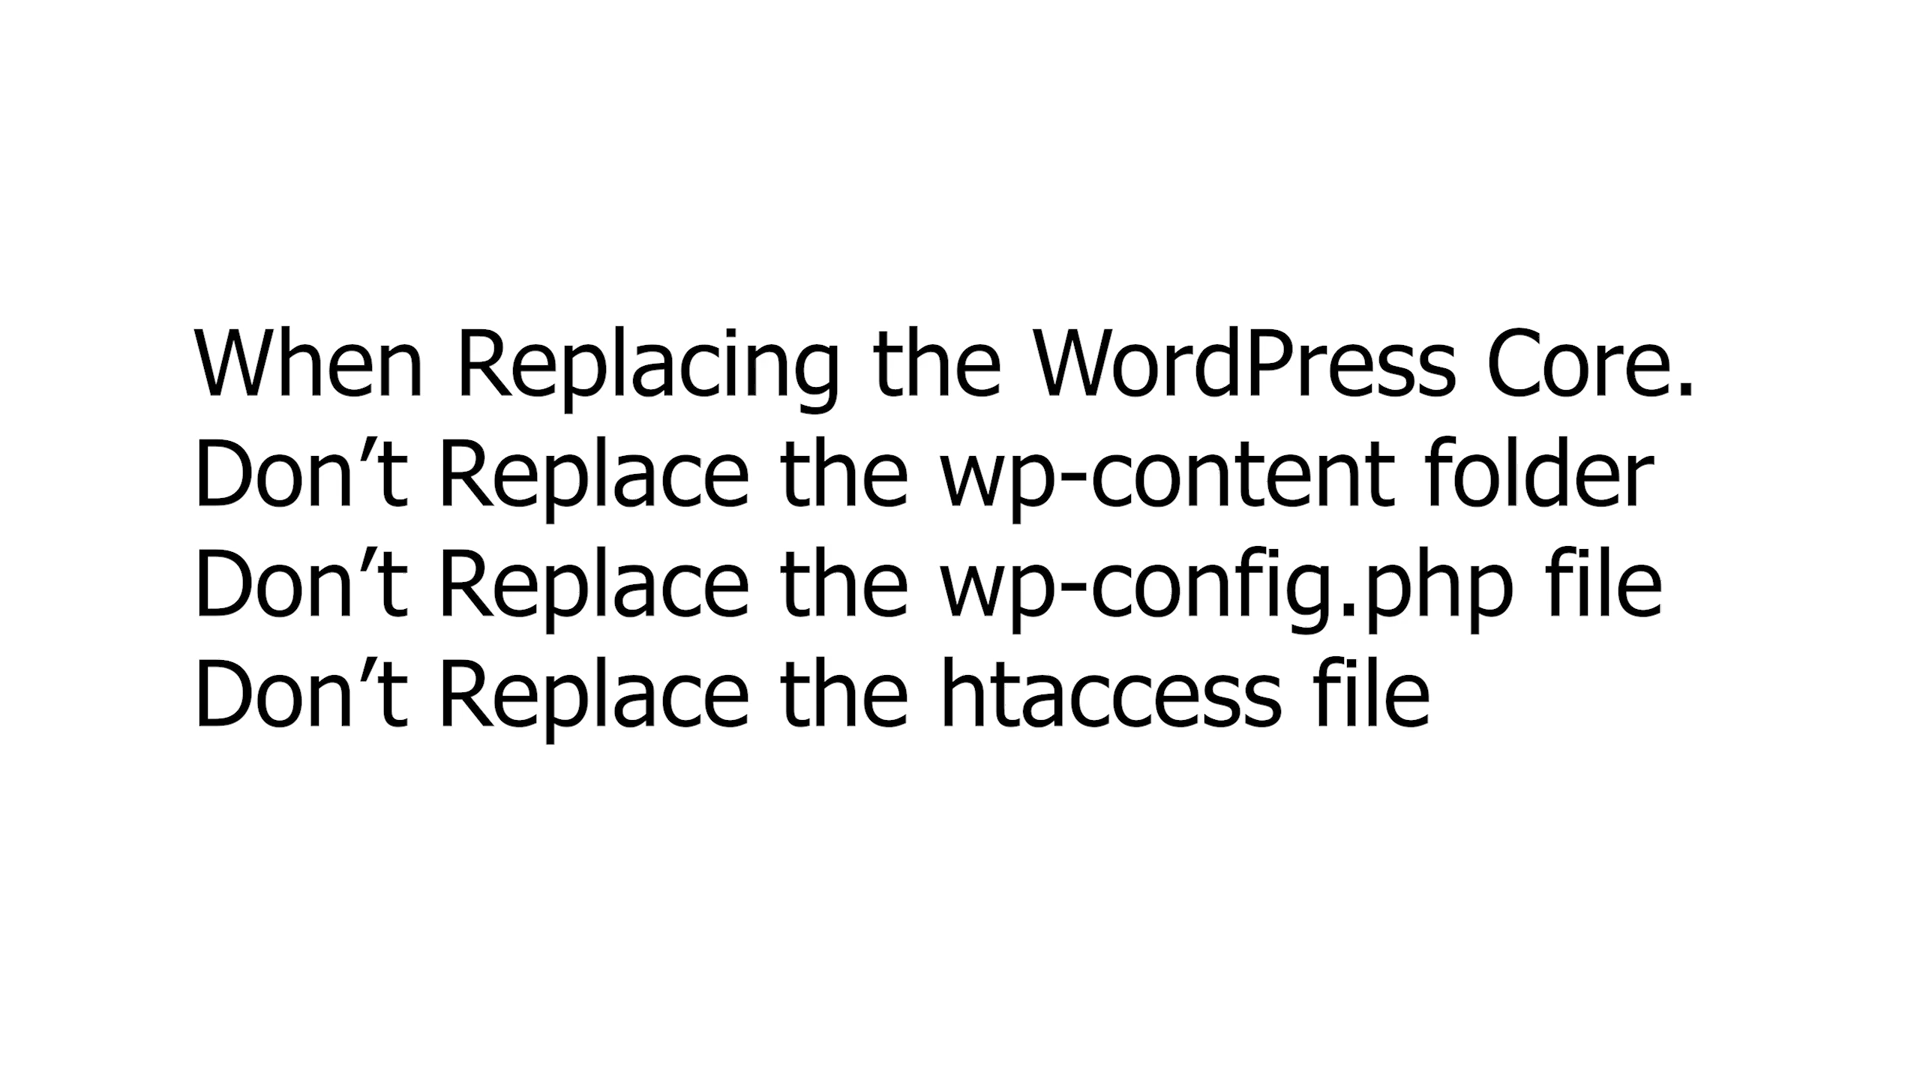 When Replacing the WordPress Core.
Don’t Replace the wp-content folder
Don’t Replace the wp-config.php file
Don’t Replace the htaccess file